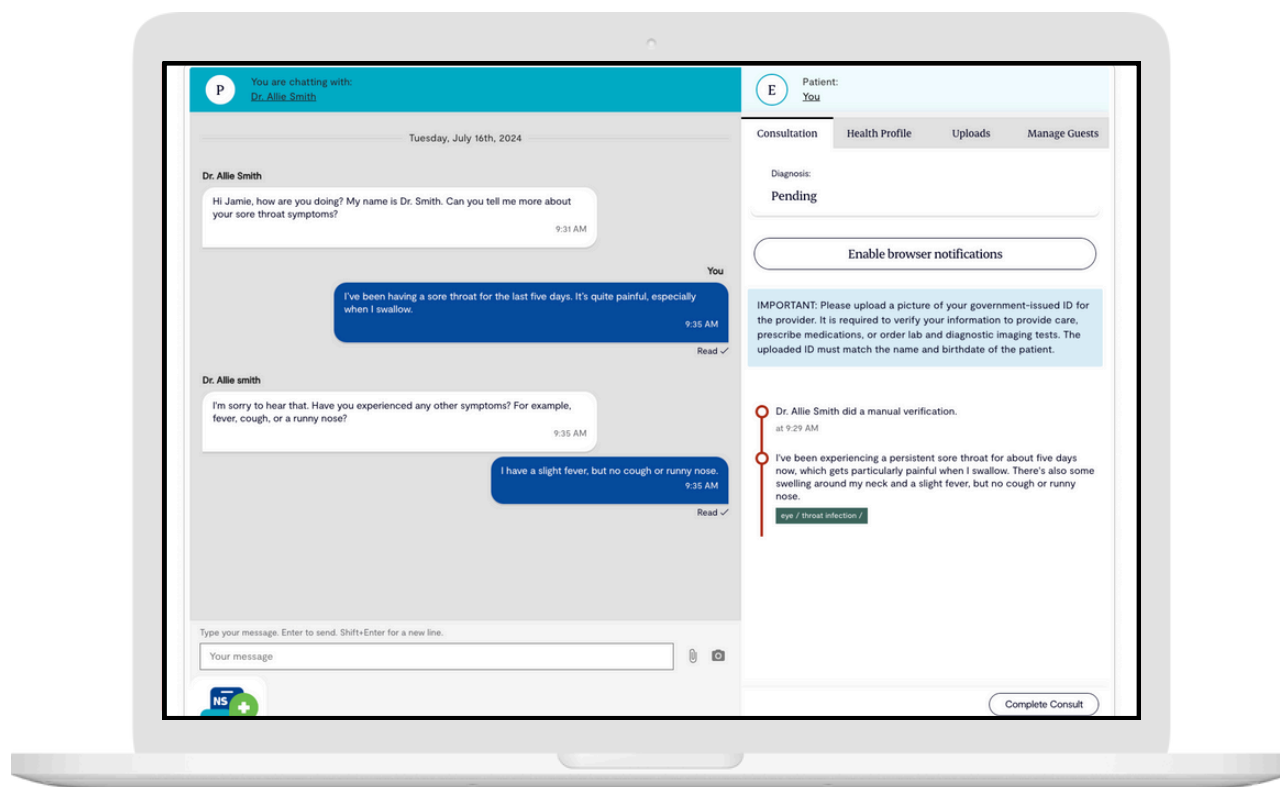 P
You are chatting with:
Dr. Allie Smith
Tuesday, July 16th, 2024
Dr. Allie Smith
Hi Jamie, how are you doing? My name is Dr. Smith. Can you tell me more about
your sore throat symptoms?
9:31 AM
You
I've been having a sore throat for the last five days. It's quite painful, especially
when I swallow.
9:35 AM
Read ✓
Dr. Allie smith
I'm sorry to hear that. Have you experienced any other symptoms? For example,
fever, cough, or a runny nose?
9:35 AM
I have a slight fever, but no cough or runny nose.
9:35 AM
Read ✓
Type your message. Enter to send. Shift+Enter for a new line.
Your message
NS
E
Patient:
You
Consultation Health Profile Uploads Manage Guests
Diagnosis:
Pending
Enable browser notifications
IMPORTANT: Please upload a picture of your government-issued ID for
the provider. It is required to verify your information to provide care,
prescribe medications, or order lab and diagnostic imaging tests. The
uploaded ID must match the name and birthdate of the patient.
Dr. Allie Smith did a manual verification.
at 9:29 AM
I've been experiencing a persistent sore throat for about five days
now, which gets particularly painful when I swallow. There's also some
swelling around my neck and a slight fever, but no cough or runny
nose.
eye / throat infection /
Complete Consult